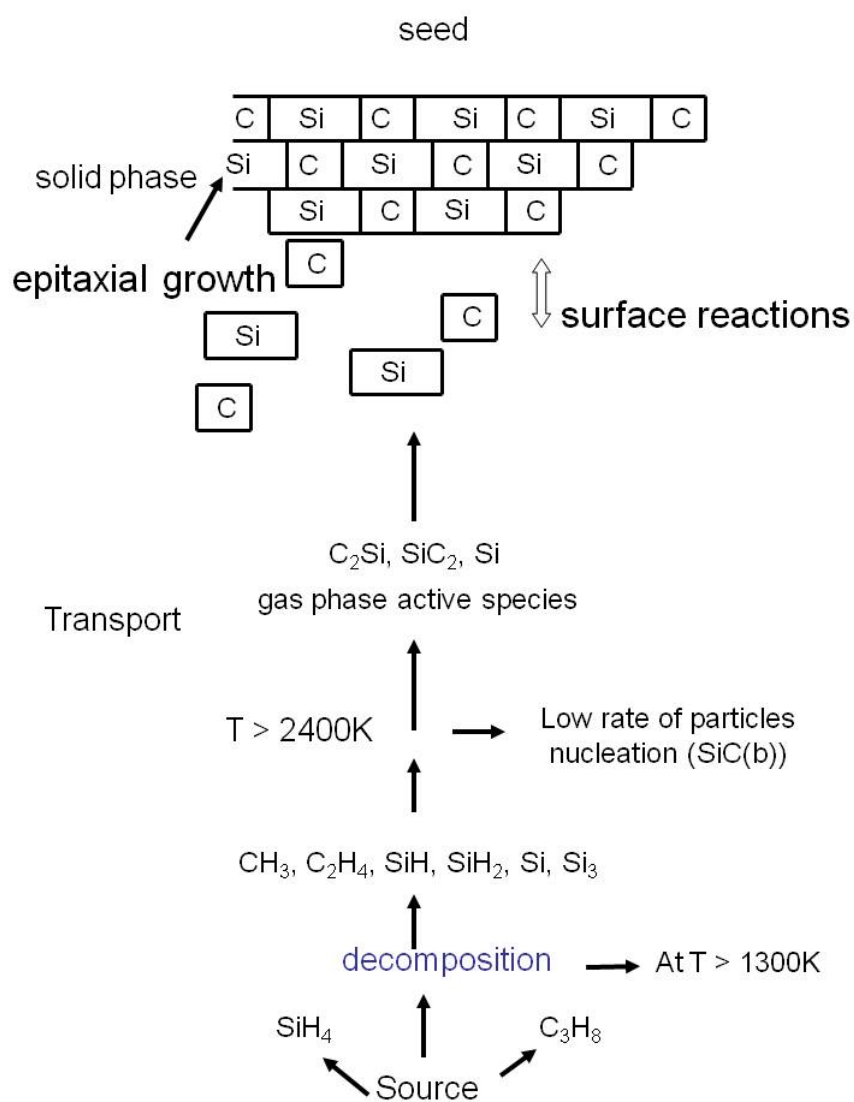 seed
C Si C Si C Si C
solid phase
Si C Si C Si C
Si C Si C
epitaxial growth
C
C
surface reactions
Si
Si
C
C₂Si, SiC₂, Si
gas phase active species
Transport
T > 2400K
Low rate of particles
nucleation (SiC(b))
CH₃, C₂H₄, SiH, SiH₂, Si, Si₃
decomposition
At T > 1300K
SiH₄
C₃H₈
Source